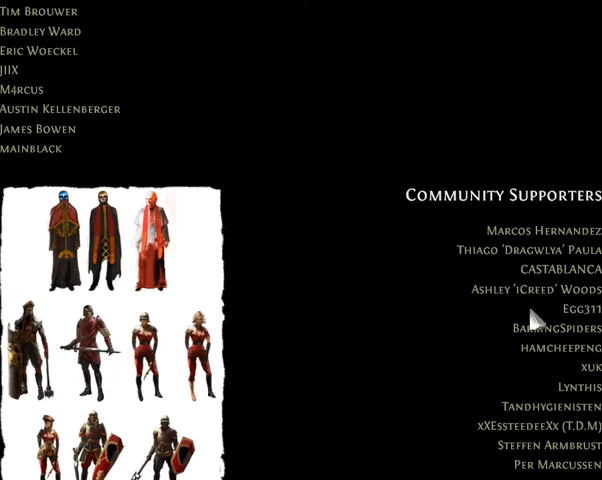 Tim Brouwer
Bradley Ward
Eric Woeckel
JIIX
M4rcus
Austin Kellenberger
James Bowen
mainblack
Community Supporters
Marcos Hernandez
Thiago 'Dragwlya' Paula
CASTABLANCA
Ashley 'iCreed' Woods
Egg311
BarkingSpiders
hamcheepeng
xuk
Lynthis
Tandhygienisten
xXEssteedeeXx (T.D.M)
Steffen Armbrust
Per Marcussen